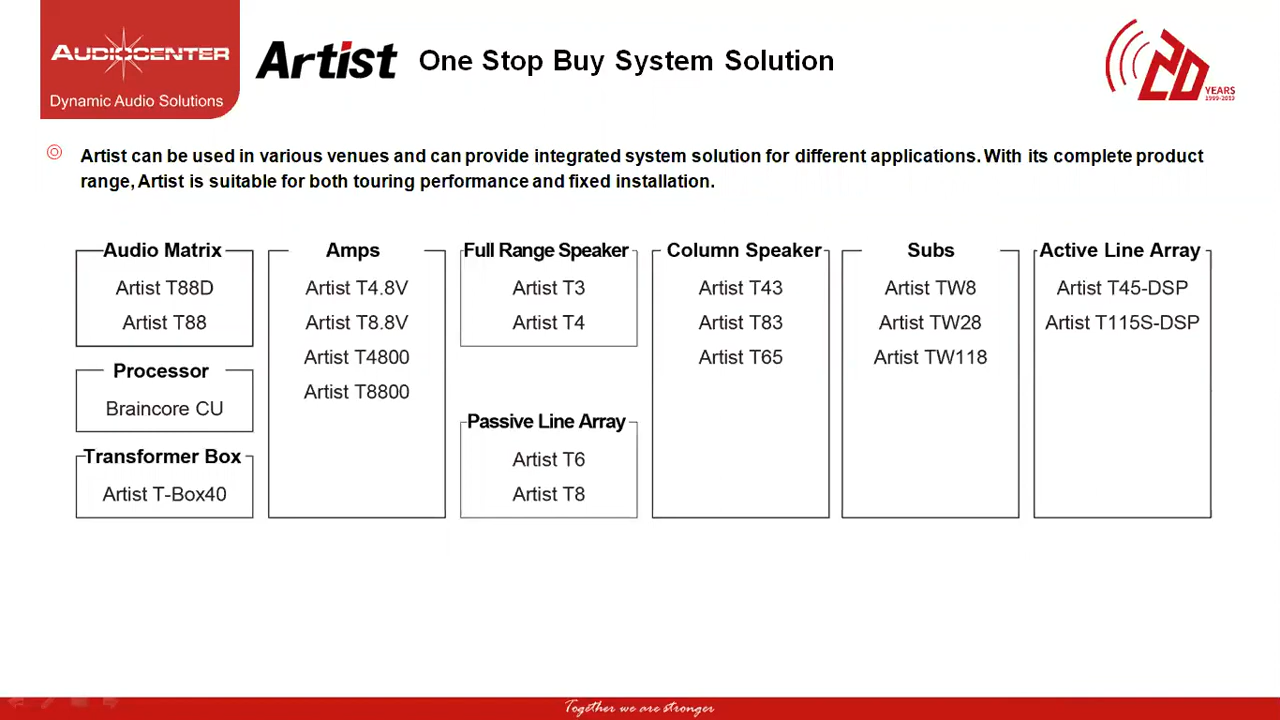 AUDIOCENTER
Dynamic Audio Solutions
Artist One Stop Buy System Solution
20 YEARS
1999-2019
Artist can be used in various venues and can provide integrated system solution for different applications. With its complete product
range, Artist is suitable for both touring performance and fixed installation.
Audio Matrix
Artist T88D
Artist T88
Processor
Braincore CU
Transformer Box
Artist T-Box40
Amps
Artist T4.8V
Artist T8.8V
Artist T4800
Artist T8800
Full Range Speaker
Artist T3
Artist T4
Passive Line Array
Artist T6
Artist T8
Column Speaker
Artist T43
Artist T83
Artist T65
Subs
Artist TW8
Artist TW28
Artist TW118
Active Line Array
Artist T45-DSP
Artist T115S-DSP
Together we are stronger